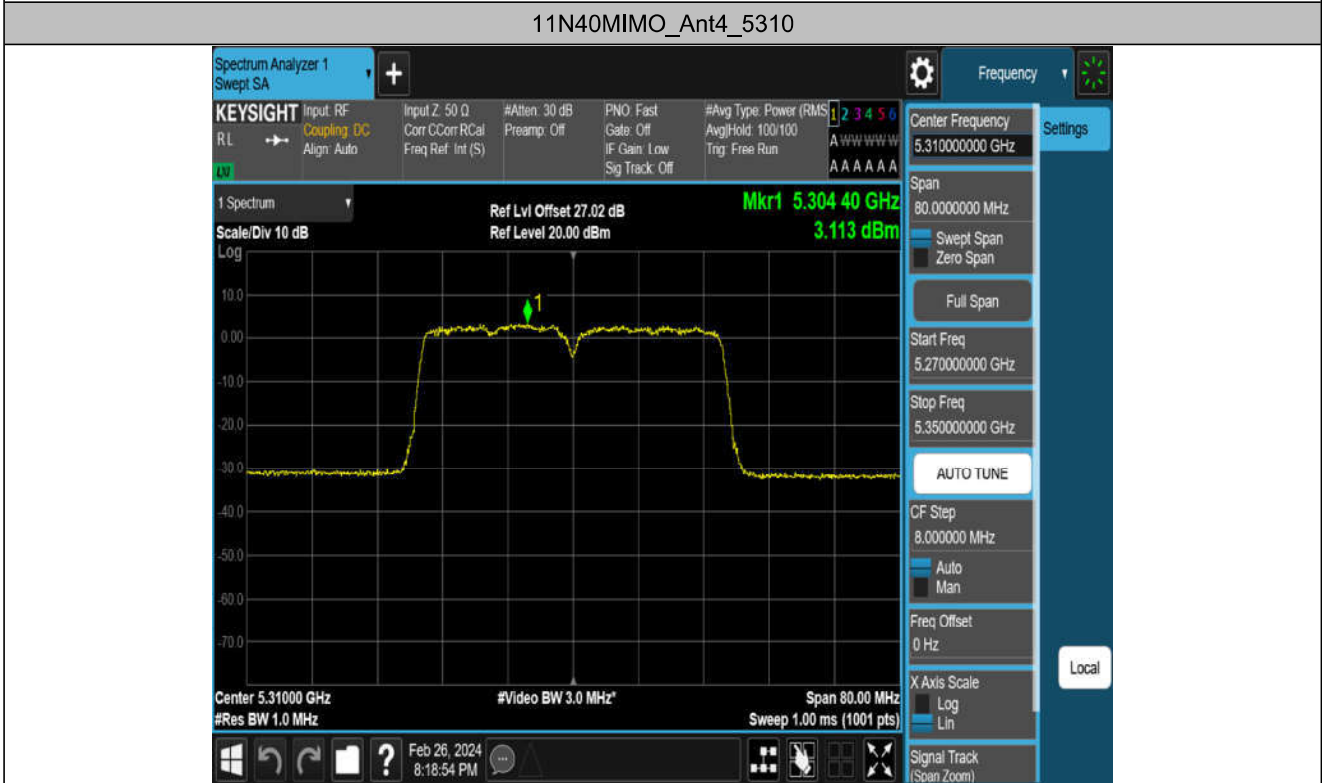 11N40MIMO_Ant4_5310
Spectrum Analyzer 1
Swept SA
+
Frequency
KEYSIGHT
RL
LXI
Input: RF
Coupling: DC
Align: Auto
Input Z: 50 Ω
Corr CCorr RCal
Freq Ref: Int (S)
#Atten: 30 dB
Preamp: Off
PNO: Fast
Gate: Off
IF Gain: Low
Sig Track: Off
#Avg Type: Power (RMS
Avg|Hold: 100/100
Trig: Free Run
1 2 3 4 5 6
A W W W W W
A A A A A A
1 Spectrum
Scale/Div 10 dB
Ref Lvl Offset 27.02 dB
Ref Level 20.00 dBm
Mkr1 5.304 40 GHz
3.113 dBm
Log
10.0
0.00
-10.0
-20.0
-30.0
-40.0
-50.0
-60.0
-70.0
1
Center 5.31000 GHz
#Res BW 1.0 MHz
#Video BW 3.0 MHz*
Span 80.00 MHz
Sweep 1.00 ms (1001 pts)
?
Feb 26, 2024
8:18:54 PM
Center Frequency
5.310000000 GHz
Settings
Span
80.0000000 MHz
Swept Span
Zero Span
Full Span
Start Freq
5.270000000 GHz
Stop Freq
5.350000000 GHz
AUTO TUNE
CF Step
8.000000 MHz
Auto
Man
Freq Offset
0 Hz
X Axis Scale
Log
Lin
Local
Signal Track
(Span Zoom)